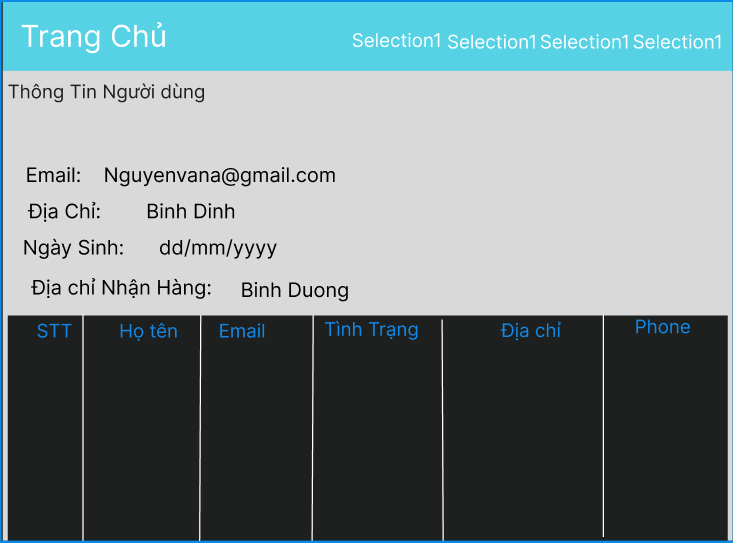 Trang Chủ Selection1 Selection1 Selection1 Selection1
Thông Tin Người dùng
Email: Nguyenvana@gmail.com
Địa Chỉ: Binh Dinh
Ngày Sinh: dd/mm/yyyy
Địa chỉ Nhận Hàng: Binh Duong
STT Họ tên Email Tình Trạng Địa chỉ Phone